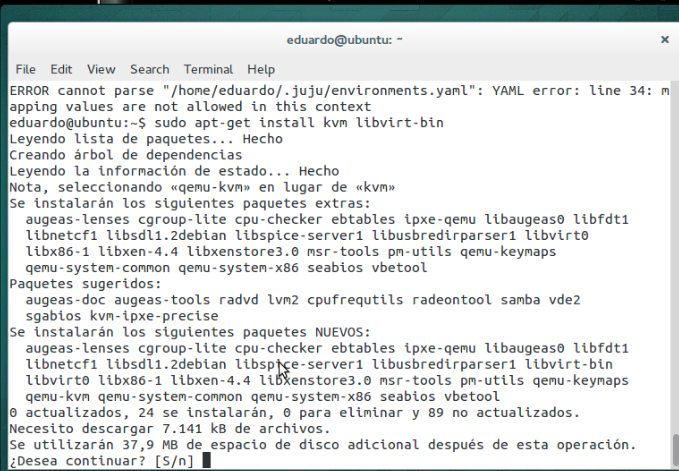 eduardo@ubuntu: ~
File Edit View Search Terminal Help
ERROR cannot parse "/home/eduardo/.juju/environments.yaml": YAML error: line 34: m
apping values are not allowed in this context
eduardo@ubuntu:~$ sudo apt-get install kvm libvirt-bin
Leyendo lista de paquetes... Hecho
Creando árbol de dependencias
Leyendo la información de estado... Hecho
Nota, seleccionando «qemu-kvm» en lugar de «kvm»
Se instalarán los siguientes paquetes extras:
augeas-lenses cgroup-lite cpu-checker ebtables ipxe-qemu libaugeas0 libfdt1
libnetcf1 libsdl1.2debian libspice-server1 libusbredirparser1 libvirt0
libx86-1 libxen-4.4 libxenstore3.0 msr-tools pm-utils qemu-keymaps
qemu-system-common qemu-system-x86 seabios vbetool
Paquetes sugeridos:
augeas-doc augeas-tools radvd lvm2 cpufrequtils radeontool samba vde2
sgabios kvm-ipxe-precise
Se instalarán los siguientes paquetes NUEVOS:
augeas-lenses cgroup-lite cpu-checker ebtables ipxe-qemu libaugeas0 libfdt1
libnetcf1 libsdl1.2debian libspice-server1 libusbredirparser1 libvirt-bin
libvirt0 libx86-1 libxen-4.4 libxenstore3.0 msr-tools pm-utils qemu-keymaps
qemu-kvm qemu-system-common qemu-system-x86 seabios vbetool
0 actualizados, 24 se instalarán, 0 para eliminar y 89 no actualizados.
Necesito descargar 7.141 kB de archivos.
Se utilizarán 37,9 MB de espacio de disco adicional después de esta operación.
¿Desea continuar? [S/n]